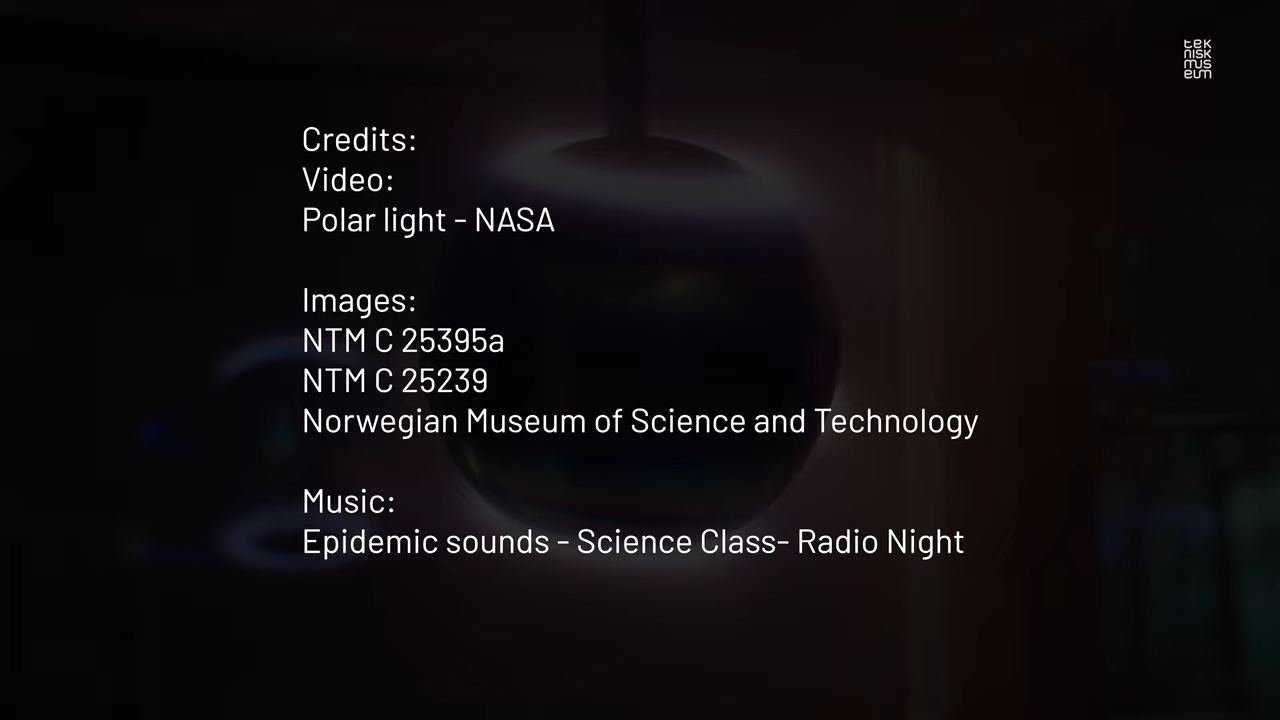 tek
nisk
mus
eum
Credits:
Video:
Polar light - NASA
Images:
NTM C 25395a
NTM C 25239
Norwegian Museum of Science and Technology
Music:
Epidemic sounds - Science Class- Radio Night